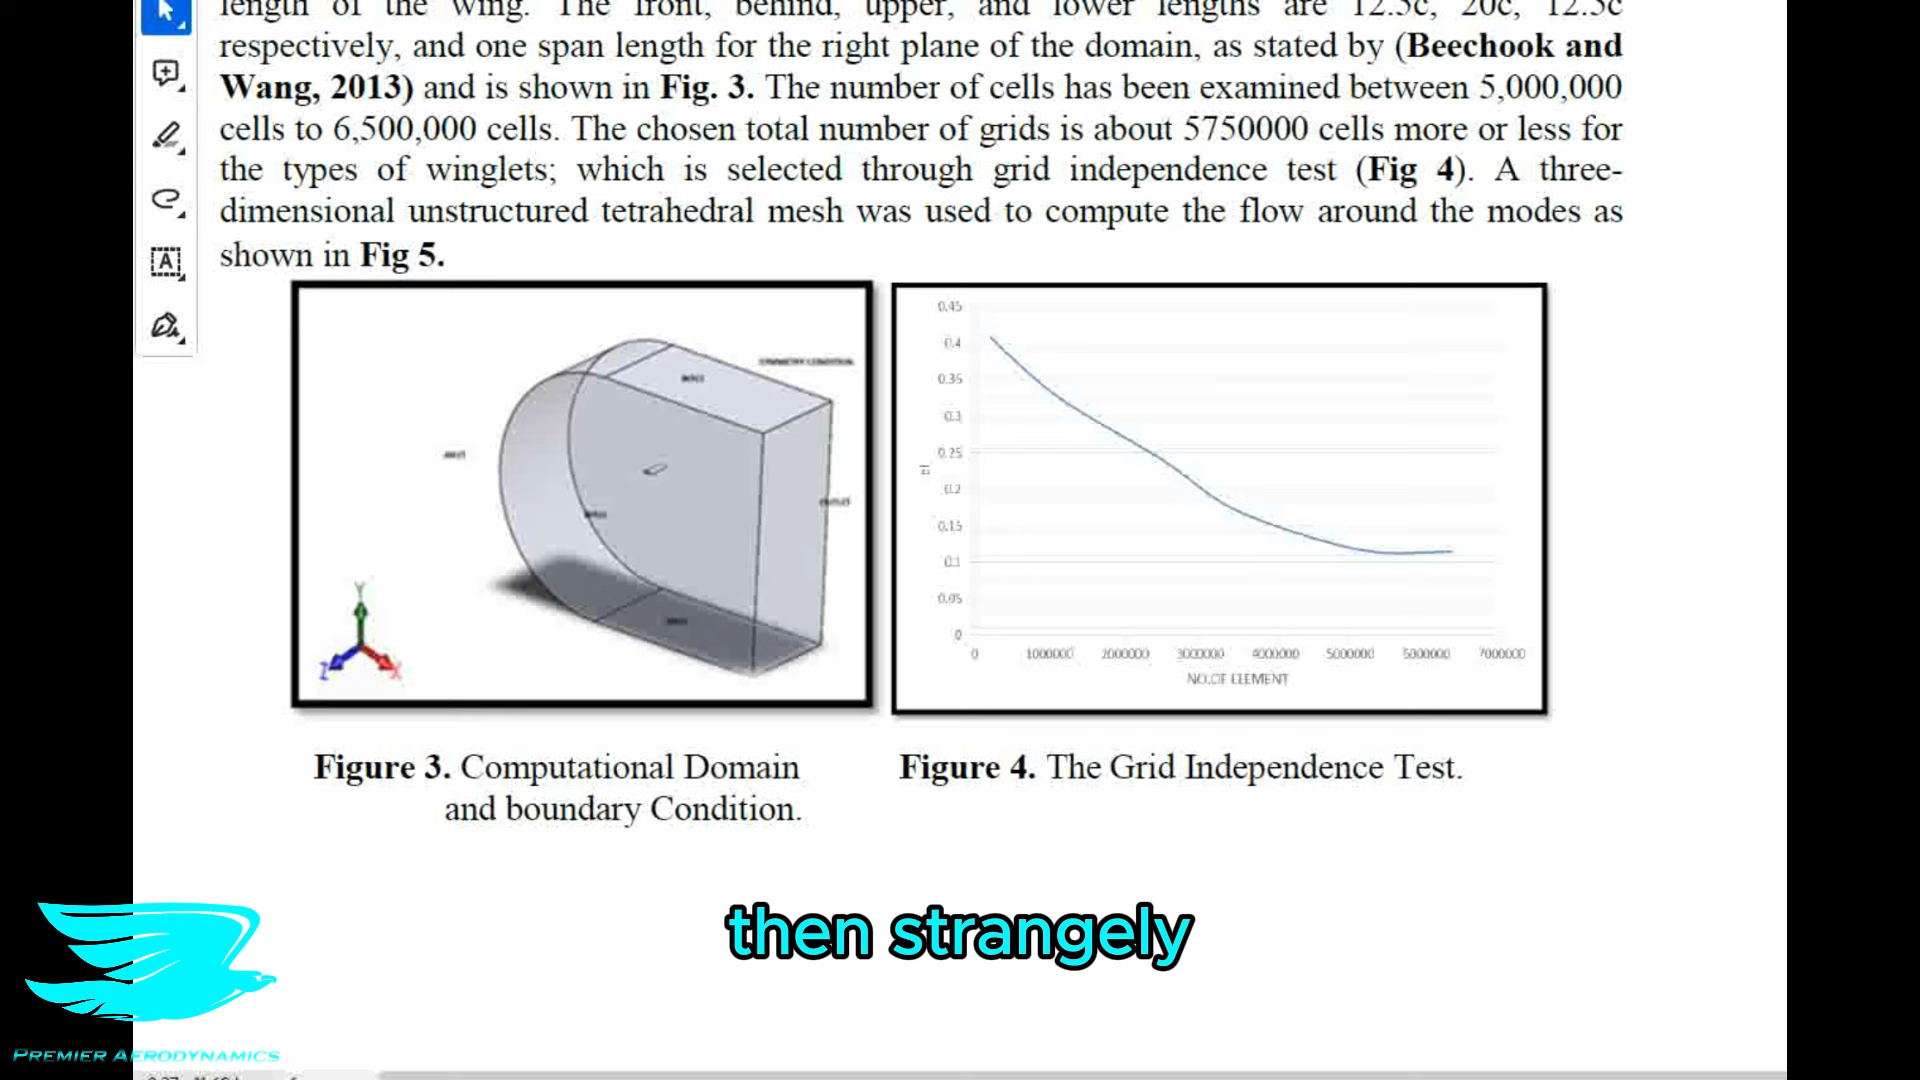 length of the wing. The front, behind, upper, and lower lengths are 12.5c, 20c, 12.5c
respectively, and one span length for the right plane of the domain, as stated by (Beechook and
Wang, 2013) and is shown in Fig. 3. The number of cells has been examined between 5,000,000
cells to 6,500,000 cells. The chosen total number of grids is about 5750000 cells more or less for
the types of winglets; which is selected through grid independence test (Fig 4). A three-
dimensional unstructured tetrahedral mesh was used to compute the flow around the modes as
shown in Fig 5.
SYMMETRY CONDITION
OUTLET
Y
Z
X
0.45
0.4
0.35
0.3
0.25
0.2
0.15
0.1
0.05
0
cl
0 1000000 2000000 3000000 4000000 5000000 6000000 7000000
NO.OF ELEMENT
Figure 3. Computational Domain
and boundary Condition.
Figure 4. The Grid Independence Test.
then strangely
PREMIER AERODYNAMICS